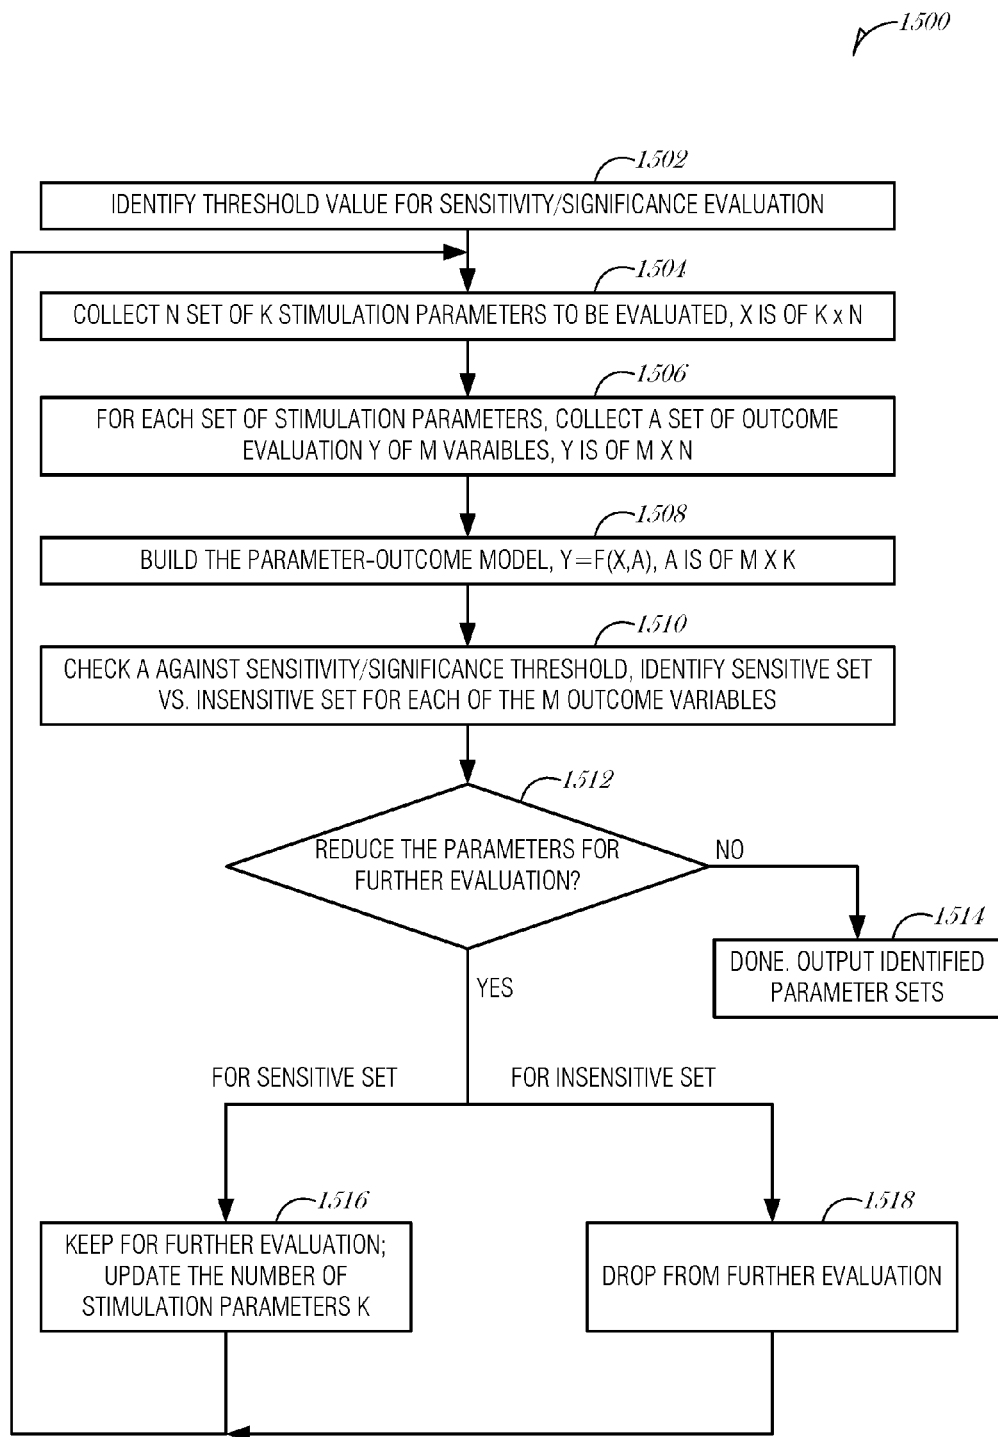 1500
1502
IDENTIFY THRESHOLD VALUE FOR SENSITIVITY/SIGNIFICANCE EVALUATION
1504
COLLECT N SET OF K STIMULATION PARAMETERS TO BE EVALUATED, X IS OF K x N
1506
FOR EACH SET OF STIMULATION PARAMETERS, COLLECT A SET OF OUTCOME
EVALUATION Y OF M VARAIBLES, Y IS OF M X N
1508
BUILD THE PARAMETER-OUTCOME MODEL, Y=F(X,A), A IS OF M X K
1510
CHECK A AGAINST SENSITIVITY/SIGNIFICANCE THRESHOLD, IDENTIFY SENSITIVE SET
VS. INSENSITIVE SET FOR EACH OF THE M OUTCOME VARIABLES
1512
REDUCE THE PARAMETERS FOR
FURTHER EVALUATION?
NO
1514
DONE. OUTPUT IDENTIFIED
PARAMETER SETS
YES
FOR SENSITIVE SET
FOR INSENSITIVE SET
1516
KEEP FOR FURTHER EVALUATION;
UPDATE THE NUMBER OF
STIMULATION PARAMETERS K
1518
DROP FROM FURTHER EVALUATION